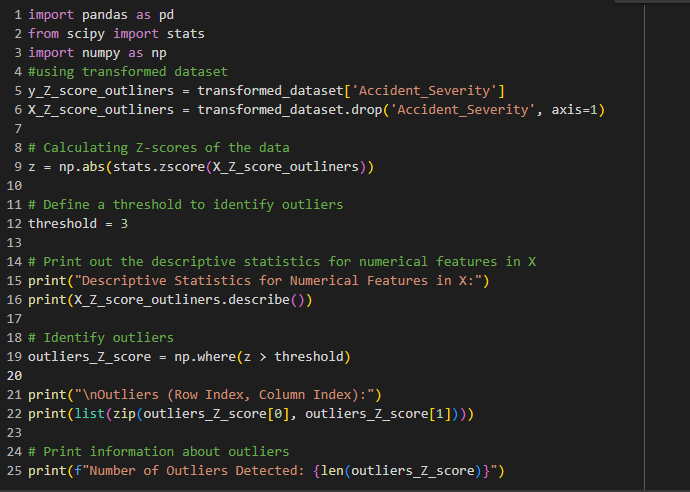 1 import pandas as pd
2 from scipy import stats
3 import numpy as np
4 #using transformed dataset
5 y_Z_score_outliners = transformed_dataset['Accident_Severity']
6 X_Z_score_outliners = transformed_dataset.drop('Accident_Severity', axis=1)
7
8 # Calculating Z-scores of the data
9 z = np.abs(stats.zscore(X_Z_score_outliners))
10
11 # Define a threshold to identify outliers
12 threshold = 3
13
14 # Print out the descriptive statistics for numerical features in X
15 print("Descriptive Statistics for Numerical Features in X:")
16 print(X_Z_score_outliners.describe())
17
18 # Identify outliers
19 outliers_Z_score = np.where(z > threshold)
20
21 print("\nOutliers (Row Index, Column Index):")
22 print(list(zip(outliers_Z_score[0], outliers_Z_score[1])))
23
24 # Print information about outliers
25 print(f"Number of Outliers Detected: {len(outliers_Z_score)}")